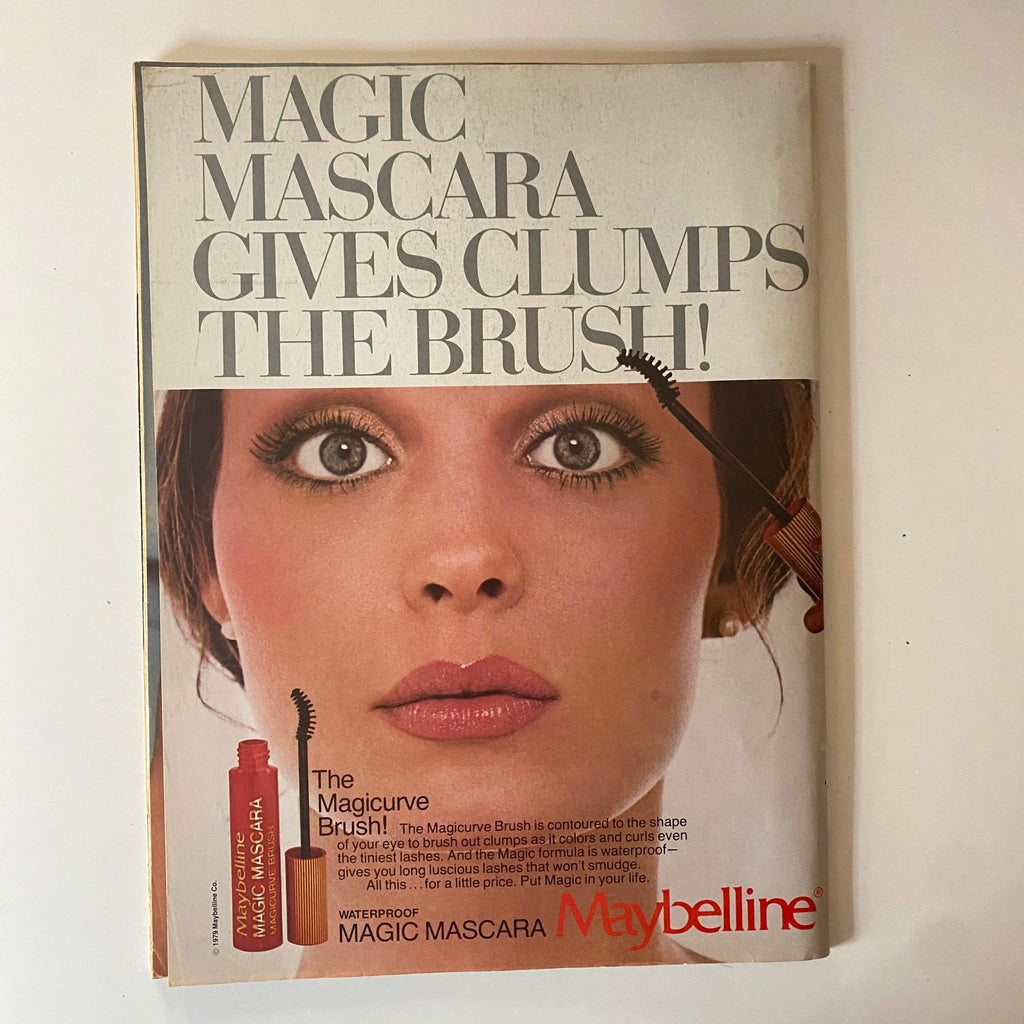 MAGIC
MASCARA
GIVES CLUMPS
THE BRUSH!
The
Magicurve
Brush! The Magicurve Brush is contoured to the shape
of your eye to brush out clumps as it colors and curls even
the tiniest lashes. And the Magic formula is waterproof—
gives you long luscious lashes that won't smudge.
All this...for a little price. Put Magic in your life.
WATERPROOF
MAGIC MASCARA Maybelline®
Maybelline
MAGIC MASCARA
MAGICURVE BRUSH
© 1979 Maybelline Co.